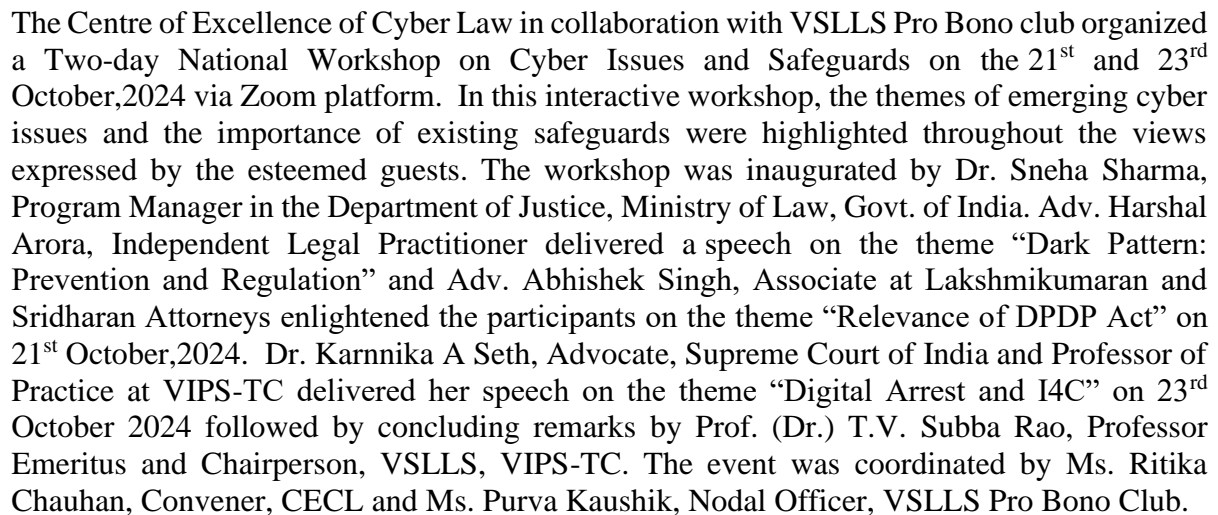 The Centre of Excellence of Cyber Law in collaboration with VSLLS Pro Bono club organized
a Two-day National Workshop on Cyber Issues and Safeguards on the 21st and 23rd
October,2024 via Zoom platform. In this interactive workshop, the themes of emerging cyber
issues and the importance of existing safeguards were highlighted throughout the views
expressed by the esteemed guests. The workshop was inaugurated by Dr. Sneha Sharma,
Program Manager in the Department of Justice, Ministry of Law, Govt. of India. Adv. Harshal
Arora, Independent Legal Practitioner delivered a speech on the theme “Dark Pattern:
Prevention and Regulation” and Adv. Abhishek Singh, Associate at Lakshmikumaran and
Sridharan Attorneys enlightened the participants on the theme “Relevance of DPDP Act” on
21st October,2024. Dr. Karnnika A Seth, Advocate, Supreme Court of India and Professor of
Practice at VIPS-TC delivered her speech on the theme “Digital Arrest and I4C” on 23rd
October 2024 followed by concluding remarks by Prof. (Dr.) T.V. Subba Rao, Professor
Emeritus and Chairperson, VSLLS, VIPS-TC. The event was coordinated by Ms. Ritika
Chauhan, Convener, CECL and Ms. Purva Kaushik, Nodal Officer, VSLLS Pro Bono Club.